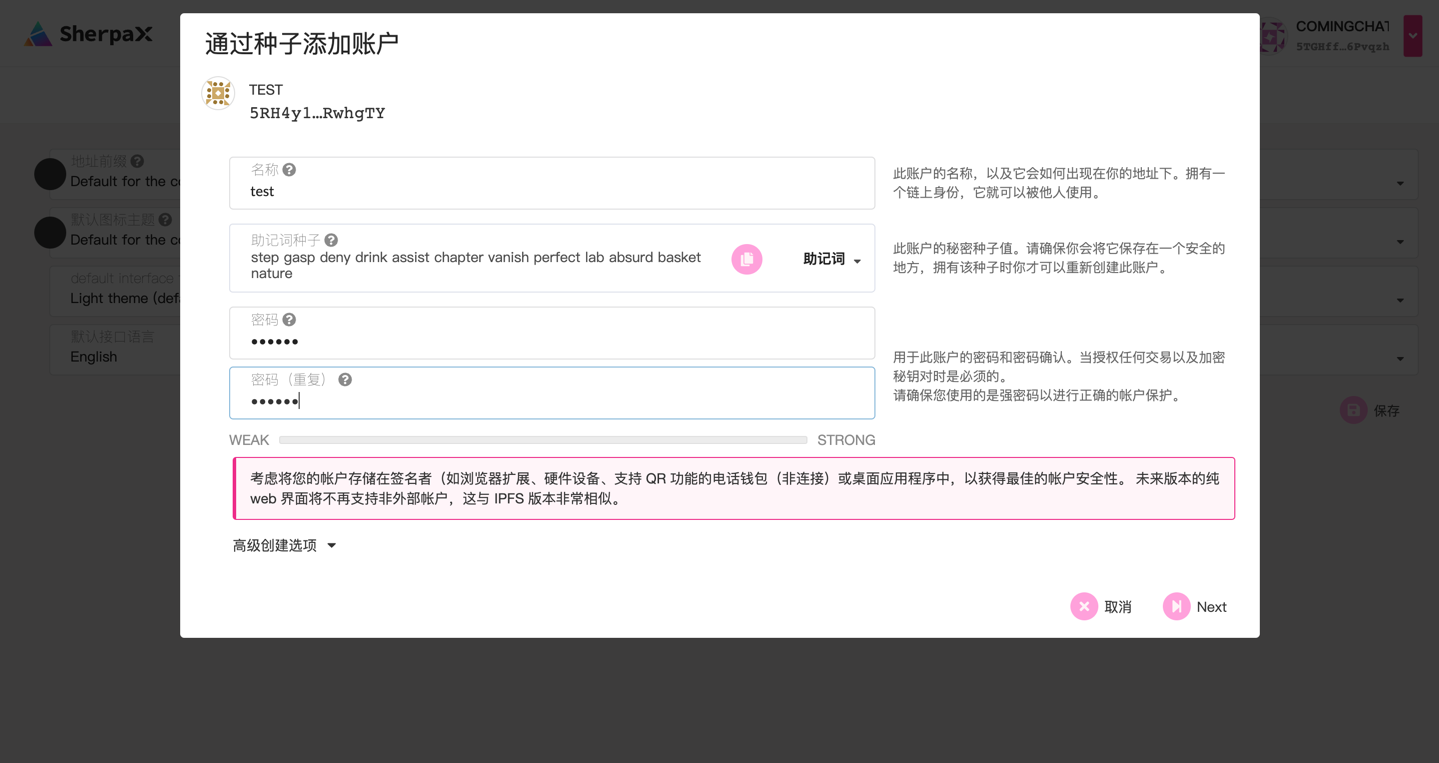 SherpaX
COMINGCHAT
5TGHff…6Pvqzh
通过种子添加账户
TEST
5RH4yl…RwhgTY
地址前缀
Default for the co
默认图标主题
Default for the co
default interface
Light theme (defa
默认接口语言
English
保存
名称
test
此账户的名称，以及它会如何出现在你的地址下。拥有一
个链上身份，它就可以被他人使用。
助记词种子
step gasp deny drink assist chapter vanish perfect lab absurd basket
nature
助记词
此账户的秘密种子值。请确保你会将它保存在一个安全的
地方，拥有该种子时你才可以重新创建此账户。
密码
••••••
密码（重复）
••••••
用于此账户的密码和密码确认。当授权任何交易以及加密
秘钥对时是必须的。
请确保您使用的是强密码以进行正确的帐户保护。
WEAK
STRONG
考虑将您的帐户存储在签名者（如浏览器扩展、硬件设备、支持 QR 功能的电话钱包（非连接）或桌面应用程序中，以获得最佳的帐户安全性。 未来版本的纯
web 界面将不再支持非外部帐户，这与 IPFS 版本非常相似。
高级创建选项
取消
Next